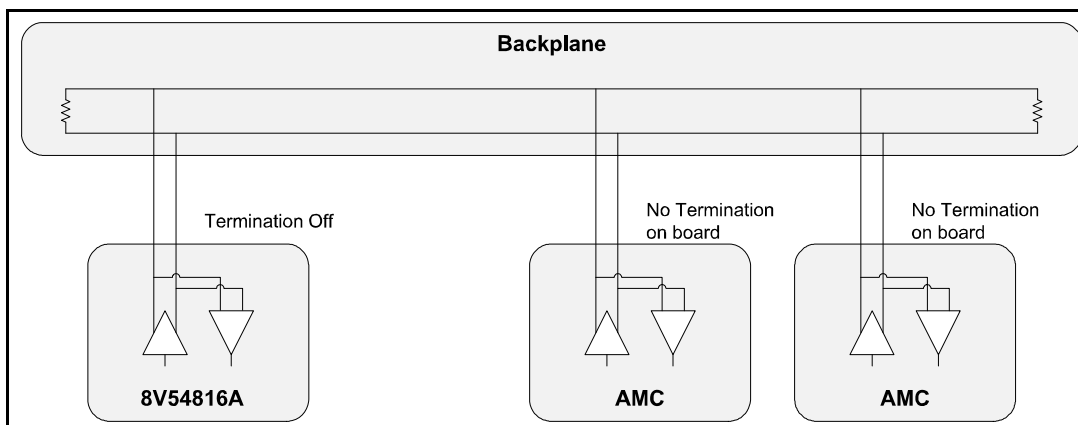 Backplane
Termination Off
No Termination
on board
No Termination
on board
8V54816A
AMC
AMC